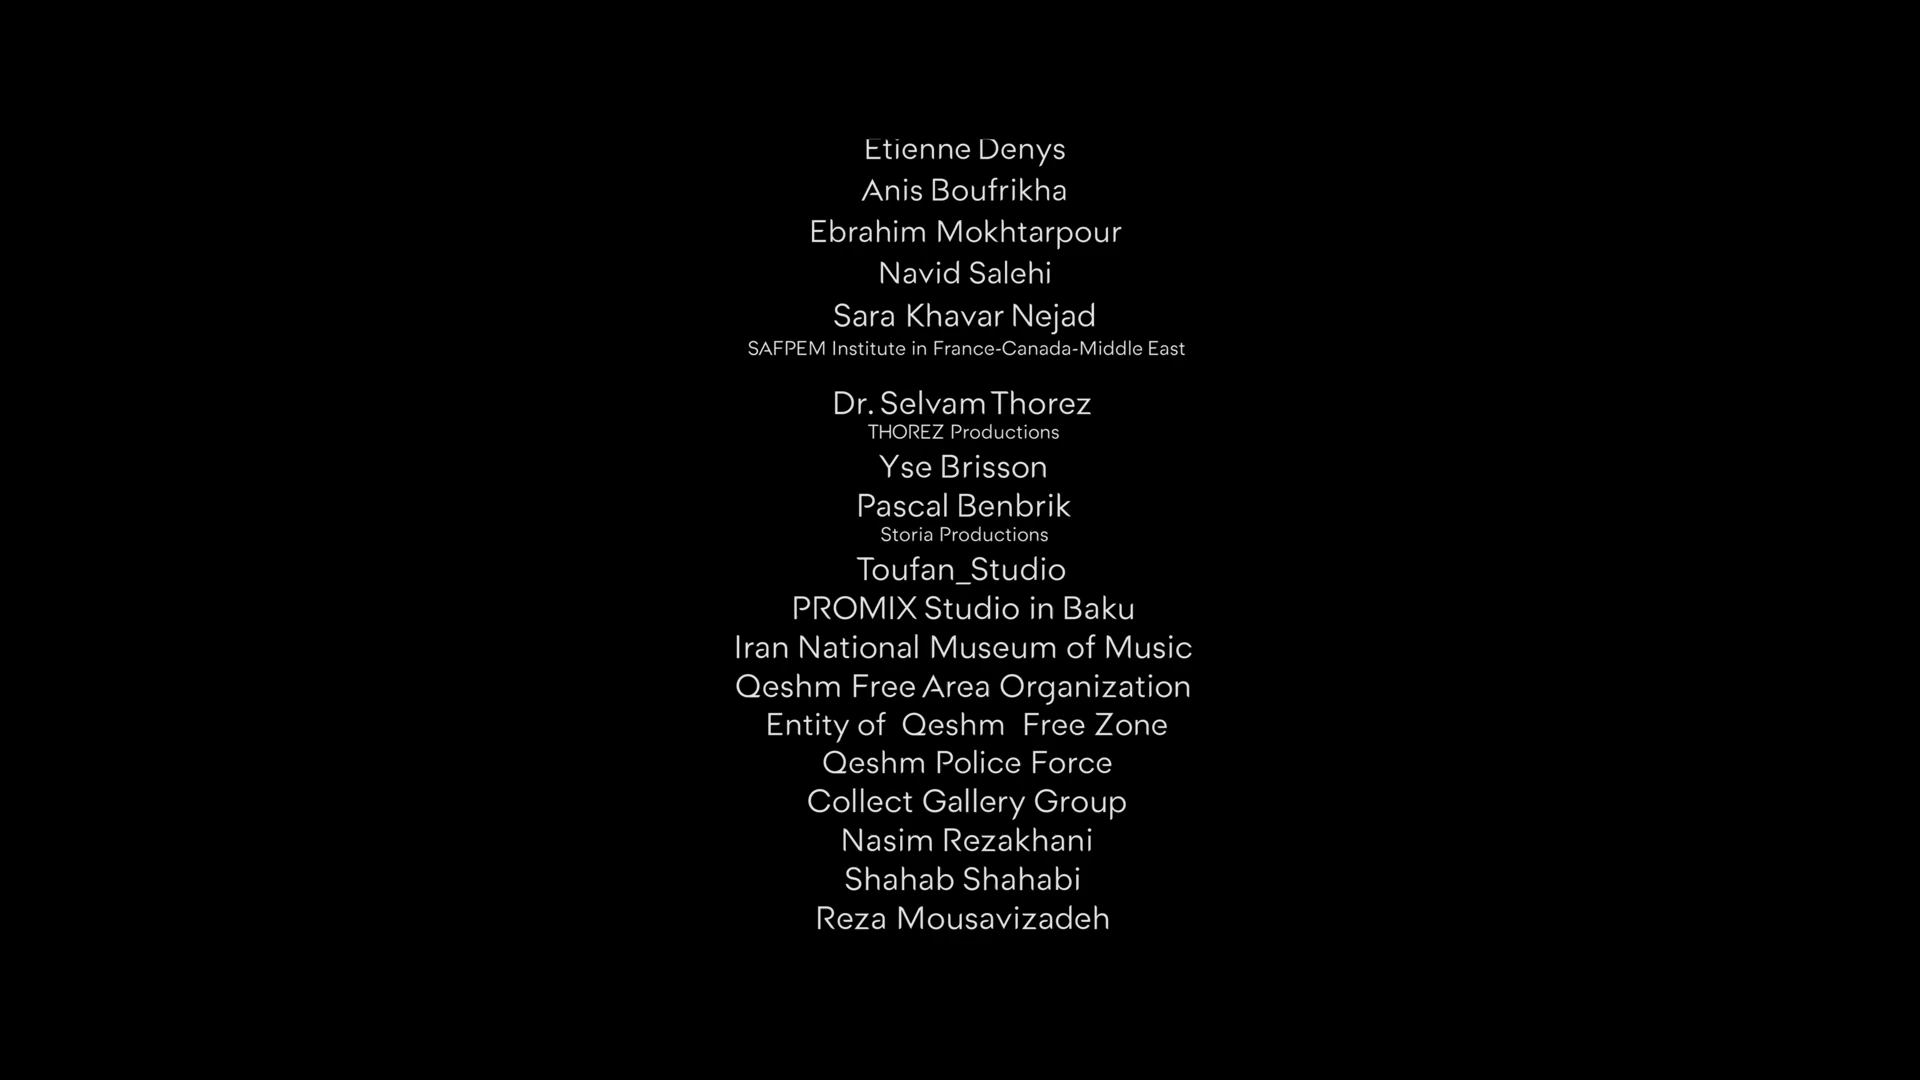 Etienne Denys
Anis Boufrikha
Ebrahim Mokhtarpour
Navid Salehi
Sara Khavar Nejad
SAFPEM Institute in France-Canada-Middle East
Dr. Selvam Thorez
THOREZ Productions
Yse Brisson
Pascal Benbrik
Storia Productions
Toufan_Studio
PROMIX Studio in Baku
Iran National Museum of Music
Qeshm Free Area Organization
Entity of Qeshm Free Zone
Qeshm Police Force
Collect Gallery Group
Nasim Rezakhani
Shahab Shahabi
Reza Mousavizadeh